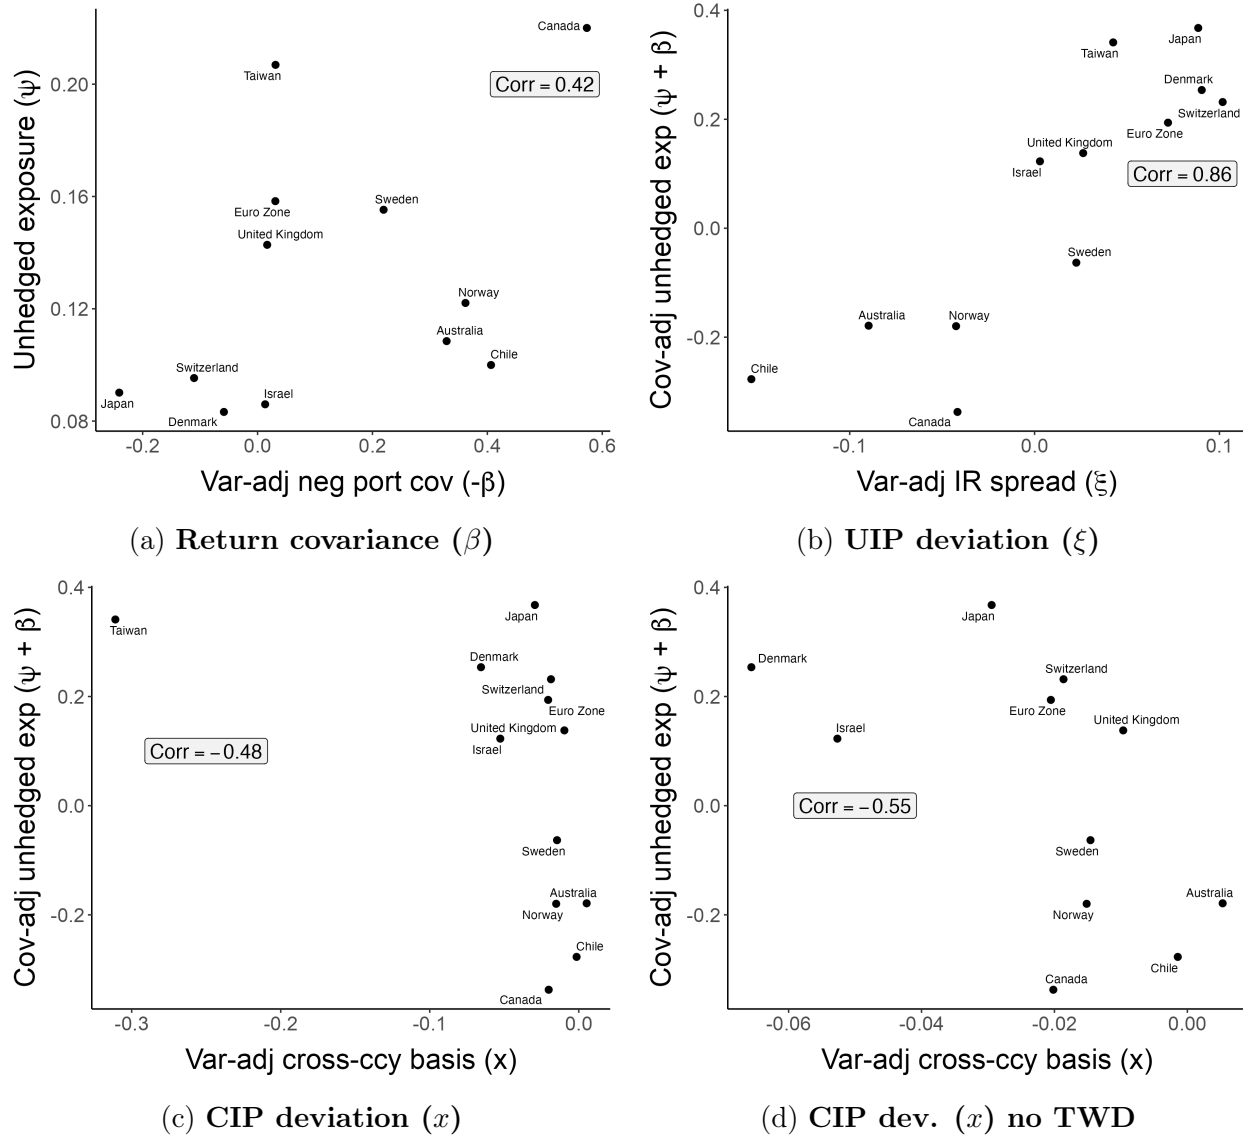 Unhedged exposure (ψ)
0.20
0.16
0.12
0.08
Canada
Taiwan
Corr = 0.42
Euro Zone
Sweden
United Kingdom
Norway
Australia
Chile
Switzerland
Japan
Israel
Denmark
-0.2
0.0
0.2
0.4
0.6
Var-adj neg port cov (-β)
(a) Return covariance (β)
Cov-adj unhedged exp (ψ + β)
0.4
0.2
0.0
-0.2
Japan
Taiwan
Denmark
Switzerland
Euro Zone
United Kingdom
Israel
Corr = 0.86
Sweden
Australia
Norway
Chile
Canada
-0.1
0.0
0.1
Var-adj IR spread (ξ)
(b) UIP deviation (ξ)
Cov-adj unhedged exp (ψ + β)
0.4
0.2
0.0
-0.2
Taiwan
Japan
Denmark
Switzerland
Euro Zone
United Kingdom
Israel
Corr = −0.48
Sweden
Australia
Norway
Chile
Canada
-0.3
-0.2
-0.1
0.0
Var-adj cross-ccy basis (x)
(c) CIP deviation (x)
Cov-adj unhedged exp (ψ + β)
0.4
0.2
0.0
-0.2
Japan
Denmark
Switzerland
Euro Zone
United Kingdom
Israel
Corr = −0.55
Sweden
Australia
Norway
Chile
Canada
-0.06
-0.04
-0.02
0.00
Var-adj cross-ccy basis (x)
(d) CIP dev. (x) no TWD